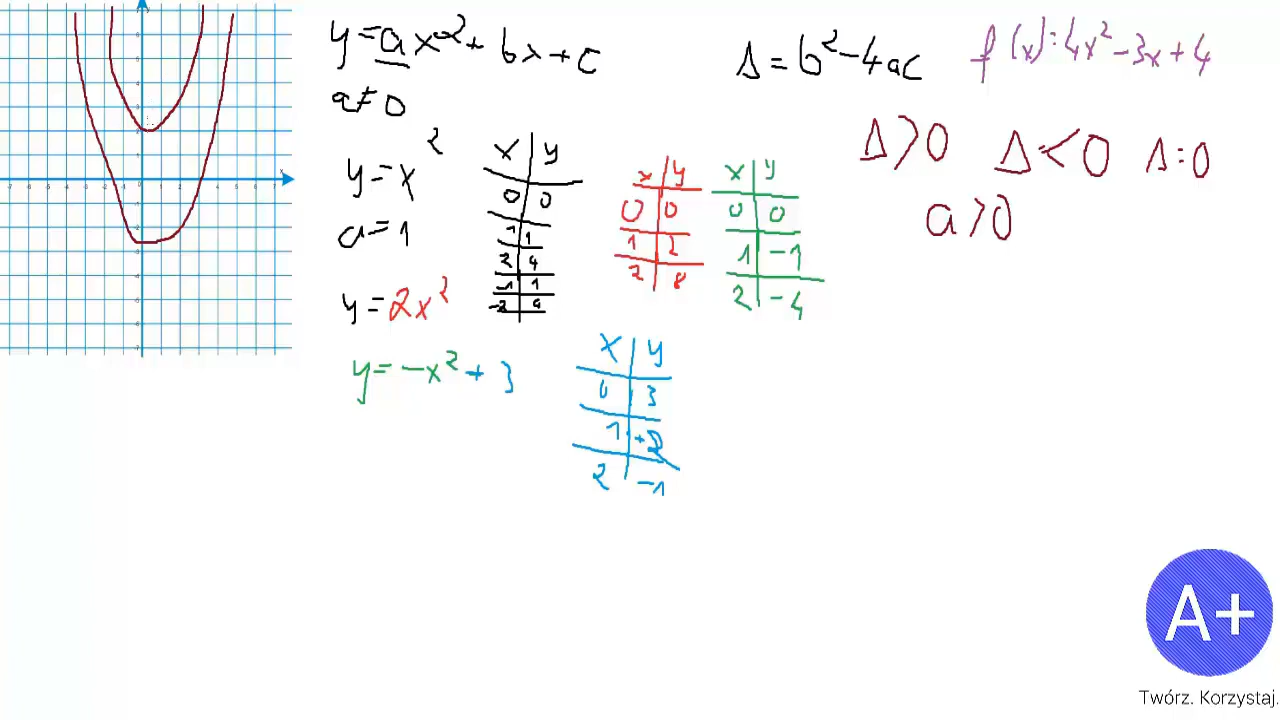 y = ax² + bx + c
Δ = b² - 4ac
f(x) = 4x² - 3x + 4
a ≠ 0
Δ > 0 Δ < 0 Δ = 0
a > 0
y = x²
a = 1
y = 2x²
y = -x² + 3
x y
0 0
1 1
2 4
-1 1
-2 4
x y
0 0
1 2
2 8
x y
0 0
1 -1
2 -4
x y
0 3
1 +2
2 -1
A+
Twórz. Korzystaj.